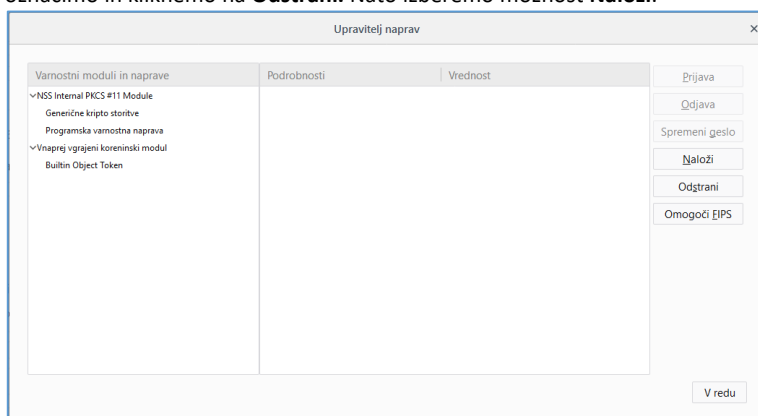 označimo in kliknemo na Odstrani. Nato izberemo možnost Naloži.
Upravitelj naprav
Varnostni moduli in naprave
Podrobnosti
Vrednost
Prijava
NSS Internal PKCS #11 Module
Odjava
Generične kripto storitve
Programska varnostna naprava
Spremeni geslo
Vnaprej vgrajeni koreninski modul
Naloži
Builtin Object Token
Odstrani
Omogoči FIPS
V redu